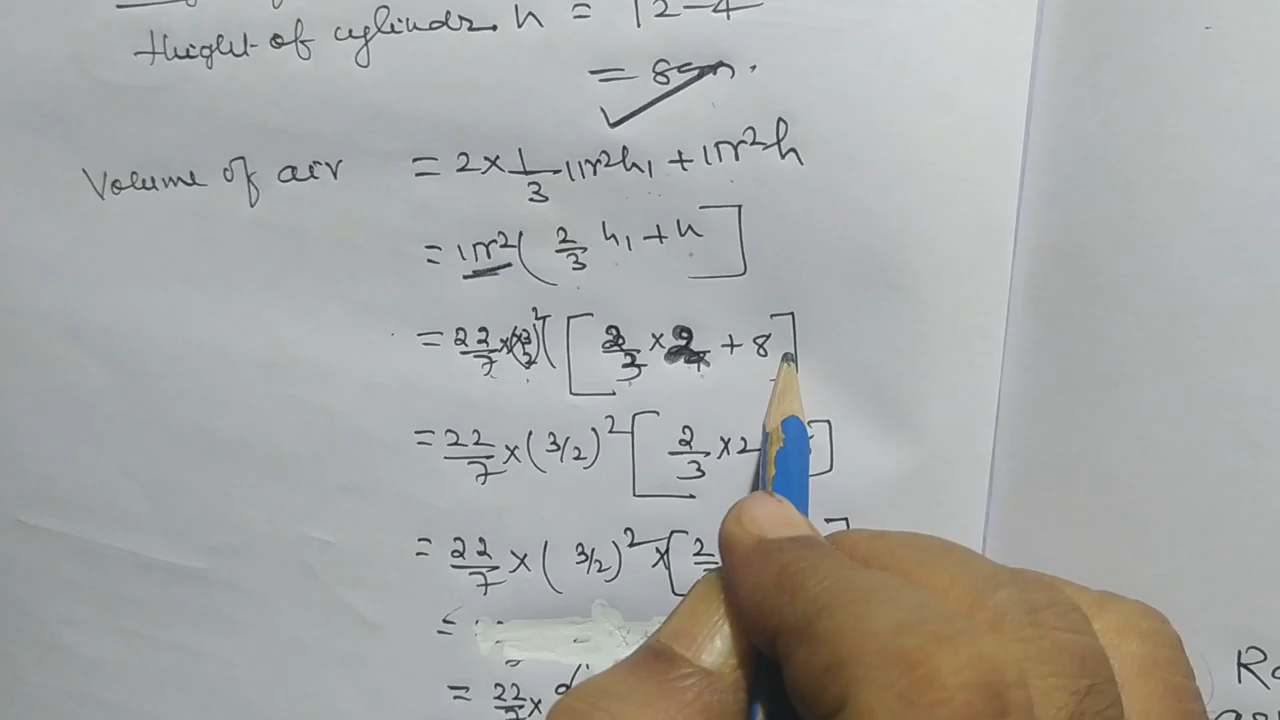 Height of cylinder h = 12-4
= 8cm.
Volume of air = 2×1/3 πr²h₁ + πr²h
= πr²( 2/3 h₁ + h ]
= 22/7 × (3/2)² [ 2/3 × 2 + 8 ]
= 22/7 × (3/2)² [ 2/3 × 2 ]
= 22/7 × (3/2)² × [ 2/
=
= 22/7 ×